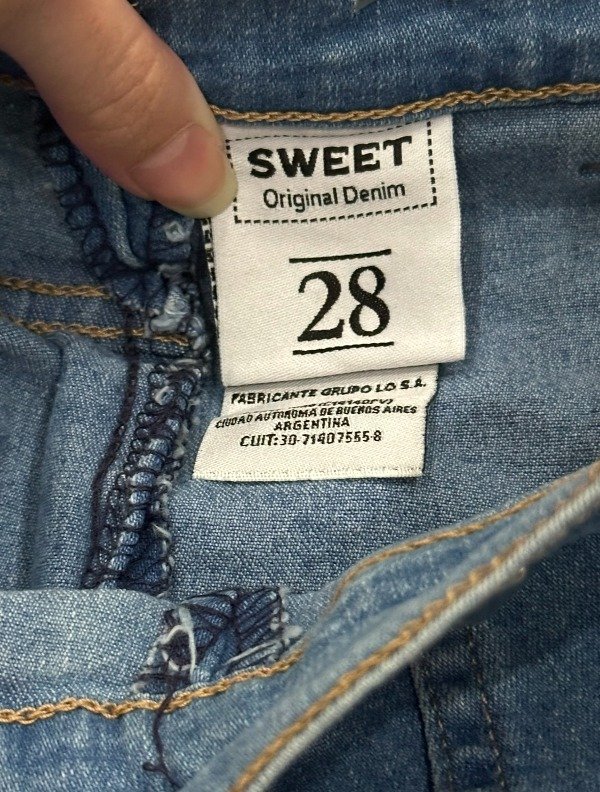 SWEET
Original Denim
28
FABRICANTE GRUPO LO S.A.
CIUDAD AUTONOMA DE BUENOS AIRES
ARGENTINA
CUIT:30-71407555-8